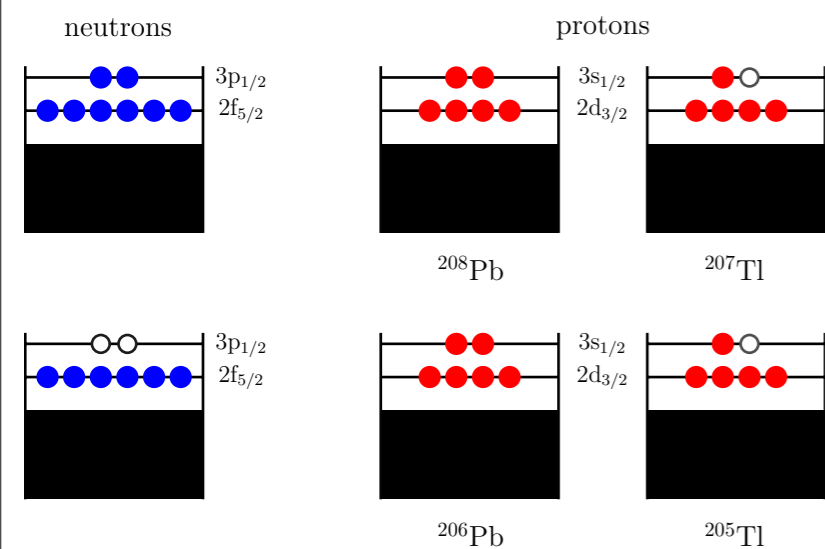 neutrons protons
3p1/2 3s1/2
2f5/2 2d3/2
208Pb 207Tl
3p1/2 3s1/2
2f5/2 2d3/2
206Pb 205Tl